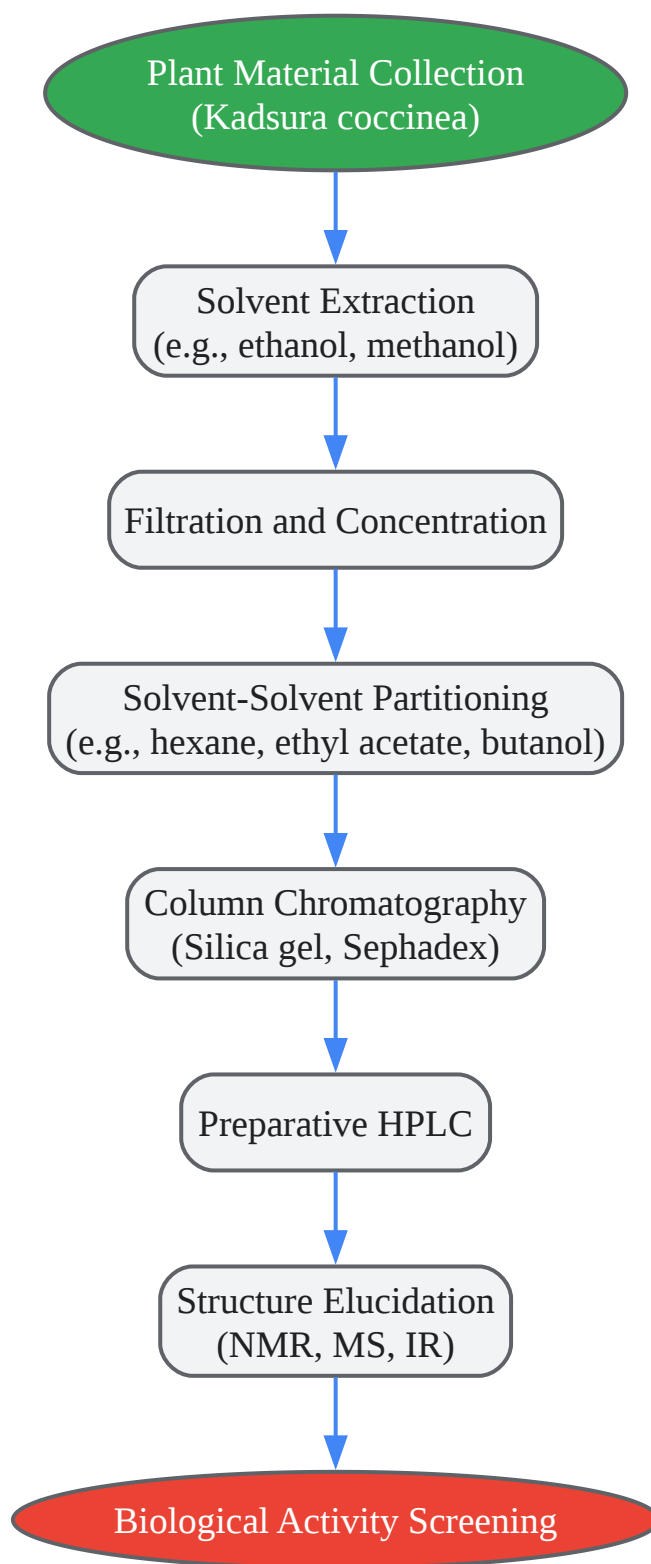 Plant Material Collection
(Kadsura coccinea)
Solvent Extraction
(e.g., ethanol, methanol)
Filtration and Concentration
Solvent-Solvent Partitioning
(e.g., hexane, ethyl acetate, butanol)
Column Chromatography
(Silica gel, Sephadex)
Preparative HPLC
Structure Elucidation
(NMR, MS, IR)
Biological Activity Screening